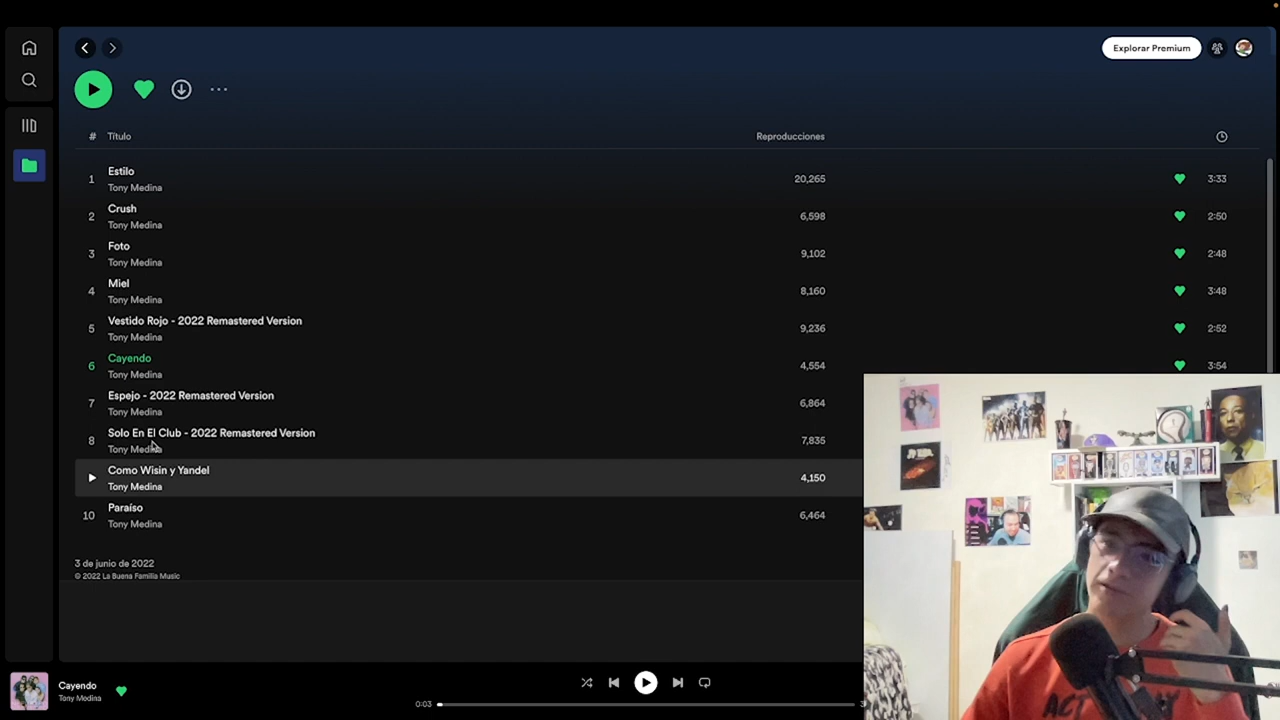 Explorar Premium
# Título Reproducciones
1 Estilo 20,265 3:33
Tony Medina
2 Crush 6,598 2:50
Tony Medina
3 Foto 9,102 2:48
Tony Medina
4 Miel 8,160 3:48
Tony Medina
5 Vestido Rojo - 2022 Remastered Version 9,236 2:52
Tony Medina
6 Cayendo 4,554 3:54
Tony Medina
7 Espejo - 2022 Remastered Version 6,864
Tony Medina
8 Solo En El Club - 2022 Remastered Version 7,835
Tony Medina
Como Wisin y Yandel 4,150
Tony Medina
10 Paraíso 6,464
Tony Medina
3 de junio de 2022
© 2022 La Buena Familia Music
Cayendo
Tony Medina
0:03